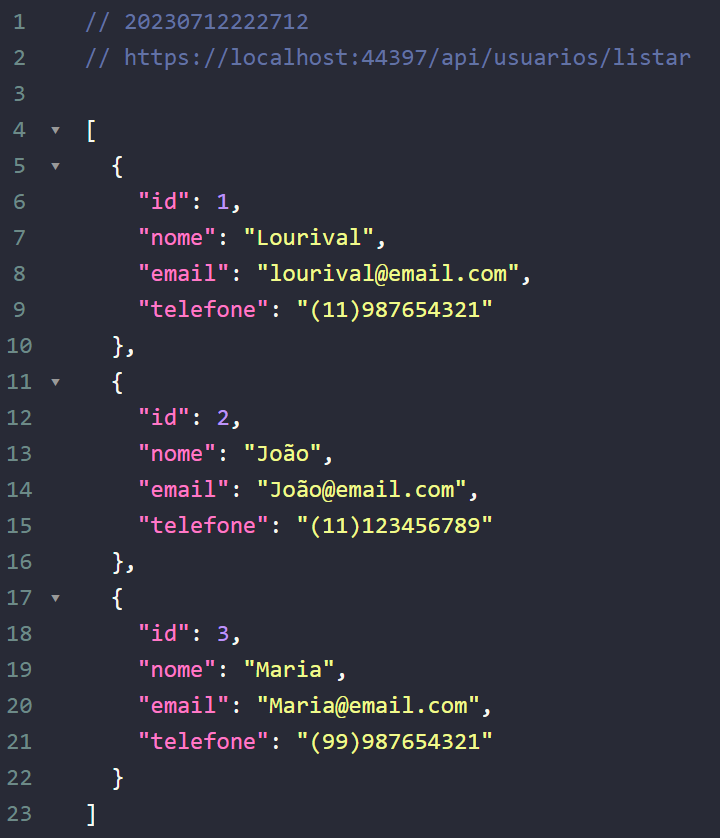 1 // 20230712222712
2 // https://localhost:44397/api/usuarios/listar
3
4 [
5 {
6 "id": 1,
7 "nome": "Lourival",
8 "email": "lourival@email.com",
9 "telefone": "(11)987654321"
10 },
11 {
12 "id": 2,
13 "nome": "João",
14 "email": "João@email.com",
15 "telefone": "(11)123456789"
16 },
17 {
18 "id": 3,
19 "nome": "Maria",
20 "email": "Maria@email.com",
21 "telefone": "(99)987654321"
22 }
23 ]